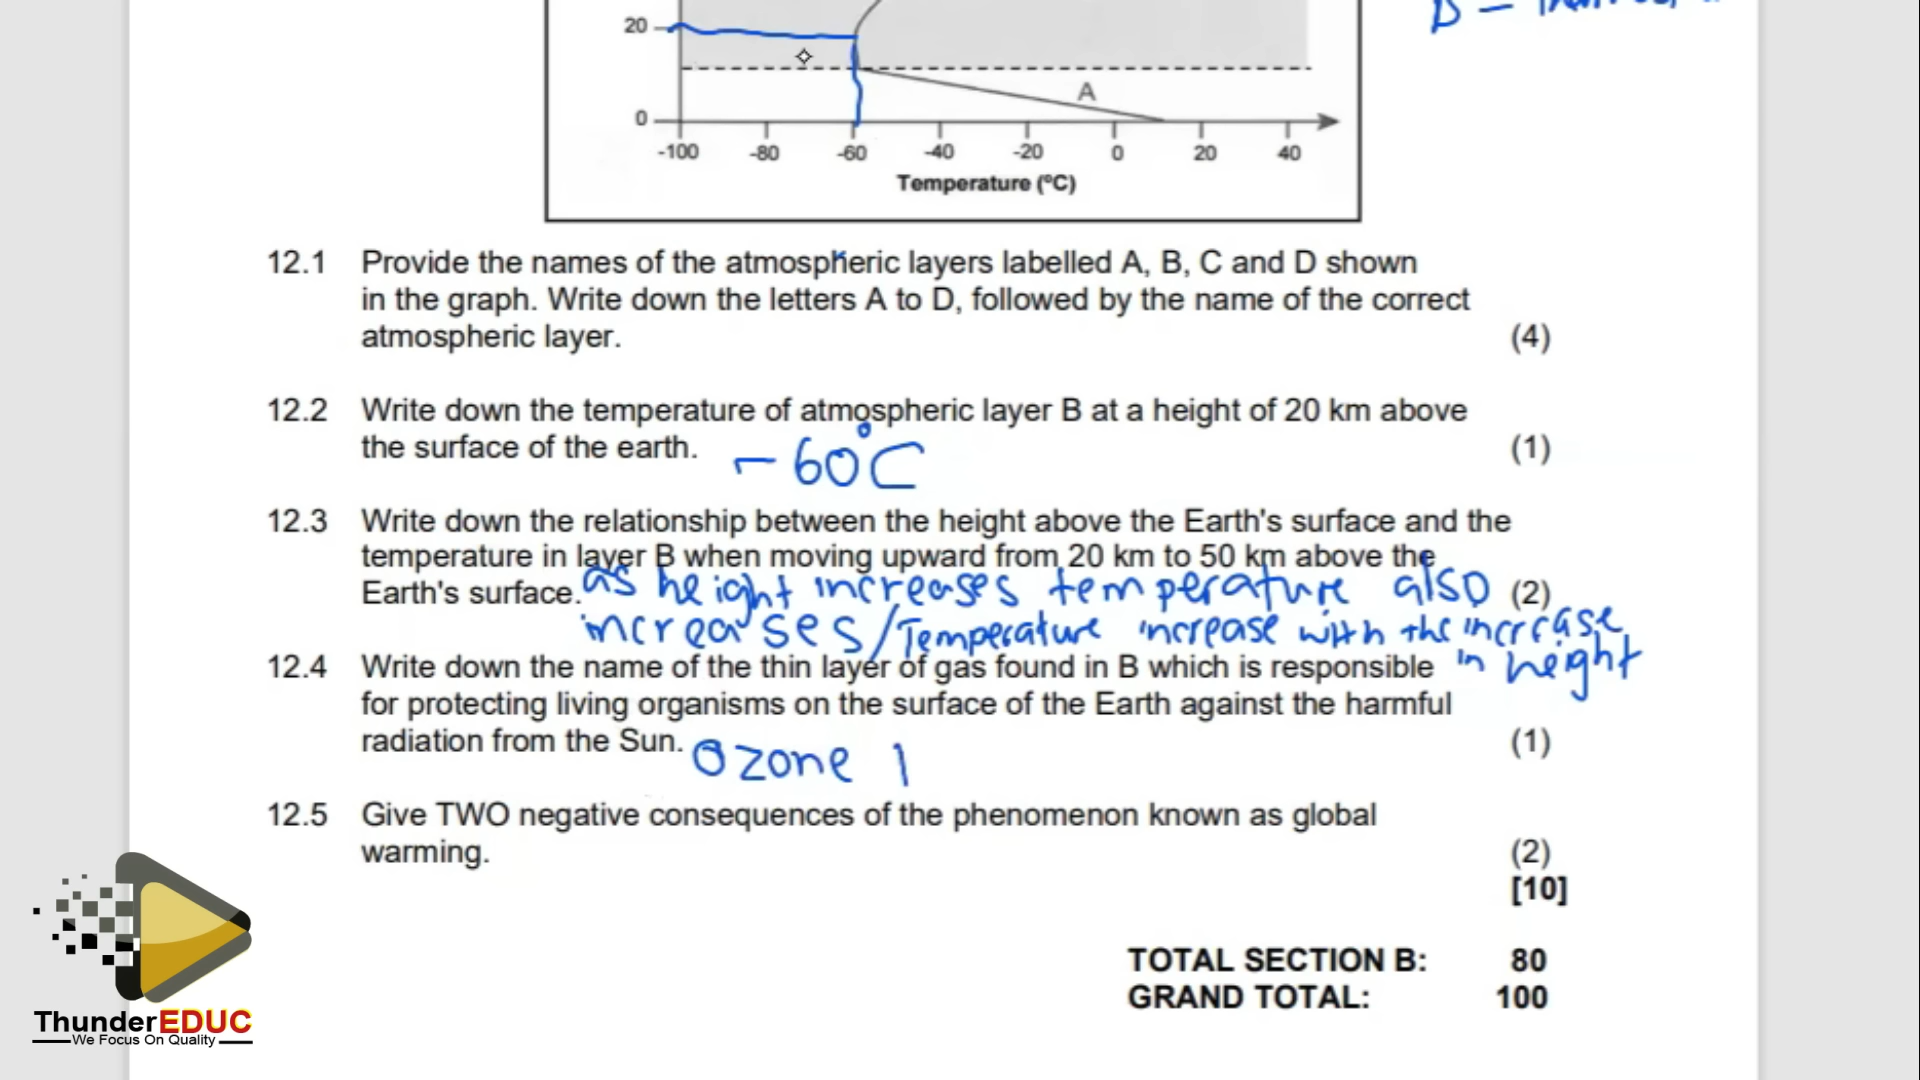 20
D -
A
0
-100 -80 -60 -40 -20 0 20 40
Temperature (ºC)
12.1 Provide the names of the atmospheric layers labelled A, B, C and D shown
in the graph. Write down the letters A to D, followed by the name of the correct
atmospheric layer. (4)
12.2 Write down the temperature of atmospheric layer B at a height of 20 km above
the surface of the earth. (1)
-60°C
12.3 Write down the relationship between the height above the Earth's surface and the
temperature in layer B when moving upward from 20 km to 50 km above the
Earth's surface. as height increases temperature also (2)
increases/Temperature increase with the increase
in height
12.4 Write down the name of the thin layer of gas found in B which is responsible
for protecting living organisms on the surface of the Earth against the harmful
radiation from the Sun. (1)
Ozone l
12.5 Give TWO negative consequences of the phenomenon known as global
warming. (2)
[10]
TOTAL SECTION B: 80
GRAND TOTAL: 100
ThunderEDUC
We Focus On Quality